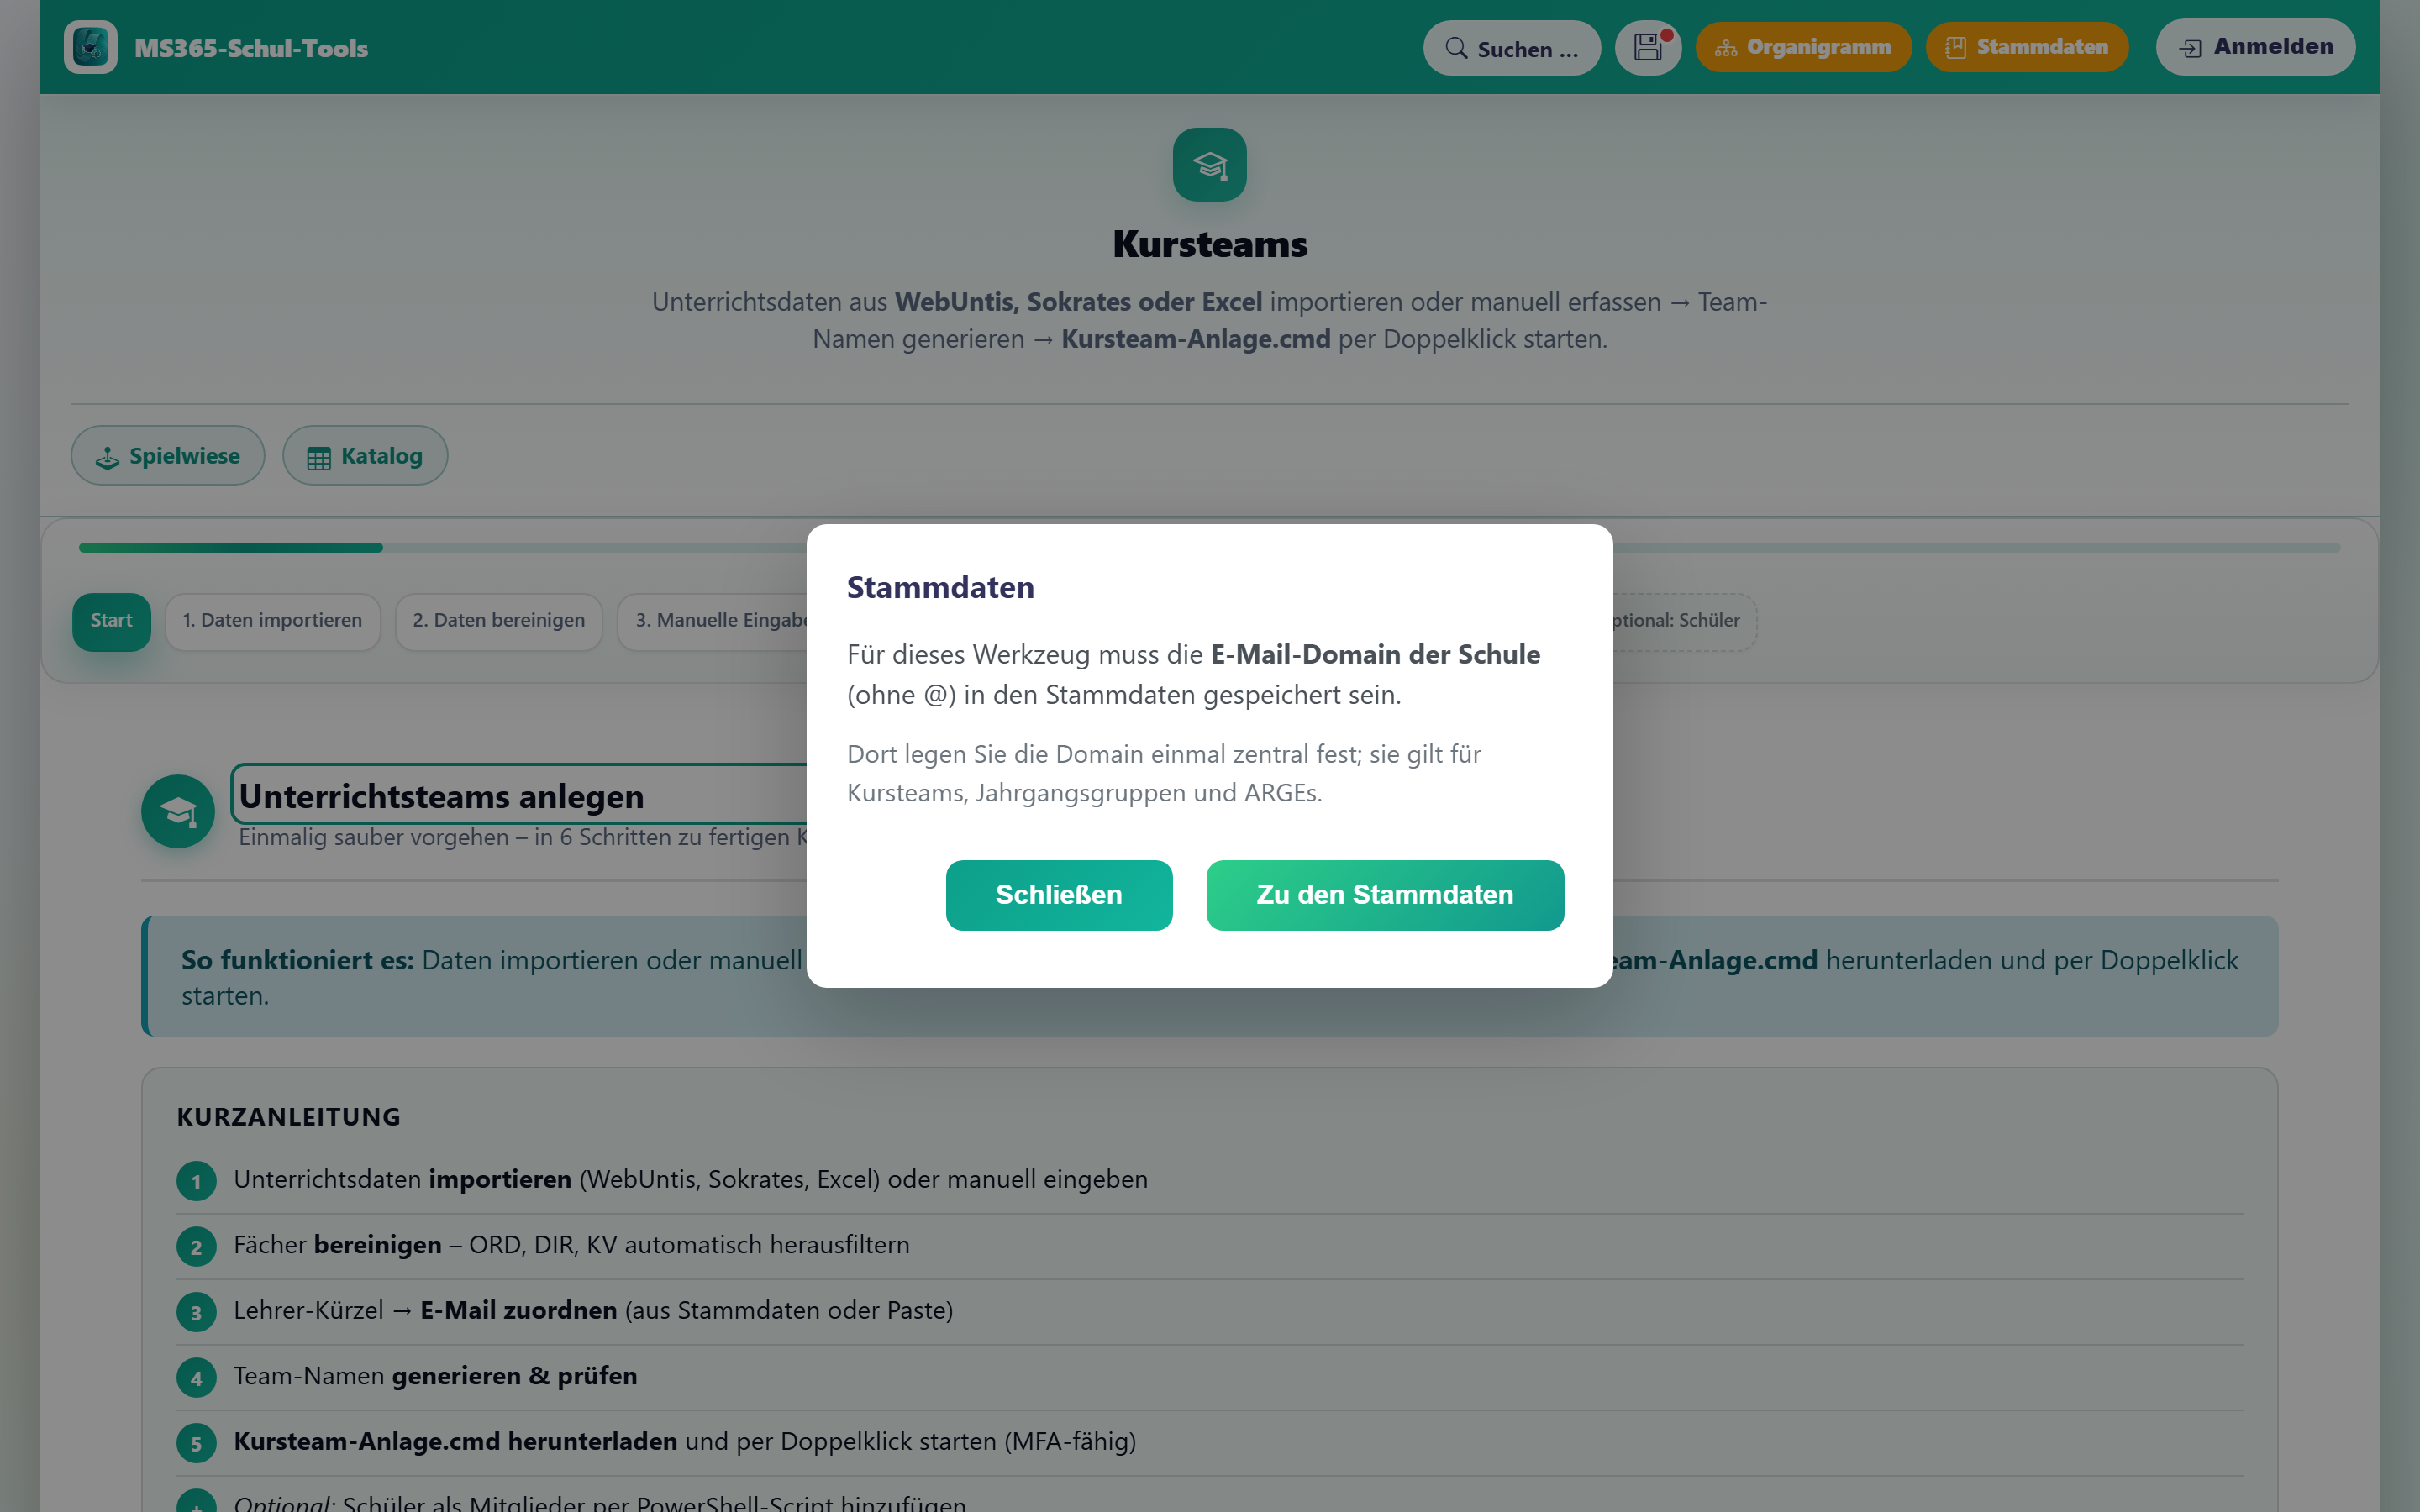 MS365-Schul-Tools
Suchen ...
Organigramm
Stammdaten
Anmelden
Kursteams
Unterrichtsdaten aus WebUntis, Sokrates oder Excel importieren oder manuell erfassen → Team-
Namen generieren → Kursteam-Anlage.cmd per Doppelklick starten.
Spielwiese
Katalog
Start
1. Daten importieren
2. Daten bereinigen
3. Manuelle Eingabe
Optional: Schüler
Stammdaten
Für dieses Werkzeug muss die E-Mail-Domain der Schule
(ohne @) in den Stammdaten gespeichert sein.
Dort legen Sie die Domain einmal zentral fest; sie gilt für
Kursteams, Jahrgangsgruppen und ARGEs.
Schließen
Zu den Stammdaten
Unterrichtsteams anlegen
Einmalig sauber vorgehen – in 6 Schritten zu fertigen
So funktioniert es: Daten importieren oder manuell
eam-Anlage.cmd herunterladen und per Doppelklick
starten.
KURZANLEITUNG
1 Unterrichtsdaten importieren (WebUntis, Sokrates, Excel) oder manuell eingeben
2 Fächer bereinigen – ORD, DIR, KV automatisch herausfiltern
3 Lehrer-Kürzel → E-Mail zuordnen (aus Stammdaten oder Paste)
4 Team-Namen generieren & prüfen
5 Kursteam-Anlage.cmd herunterladen und per Doppelklick starten (MFA-fähig)
+ Optional: Schüler als Mitglieder per PowerShell-Script hinzufügen